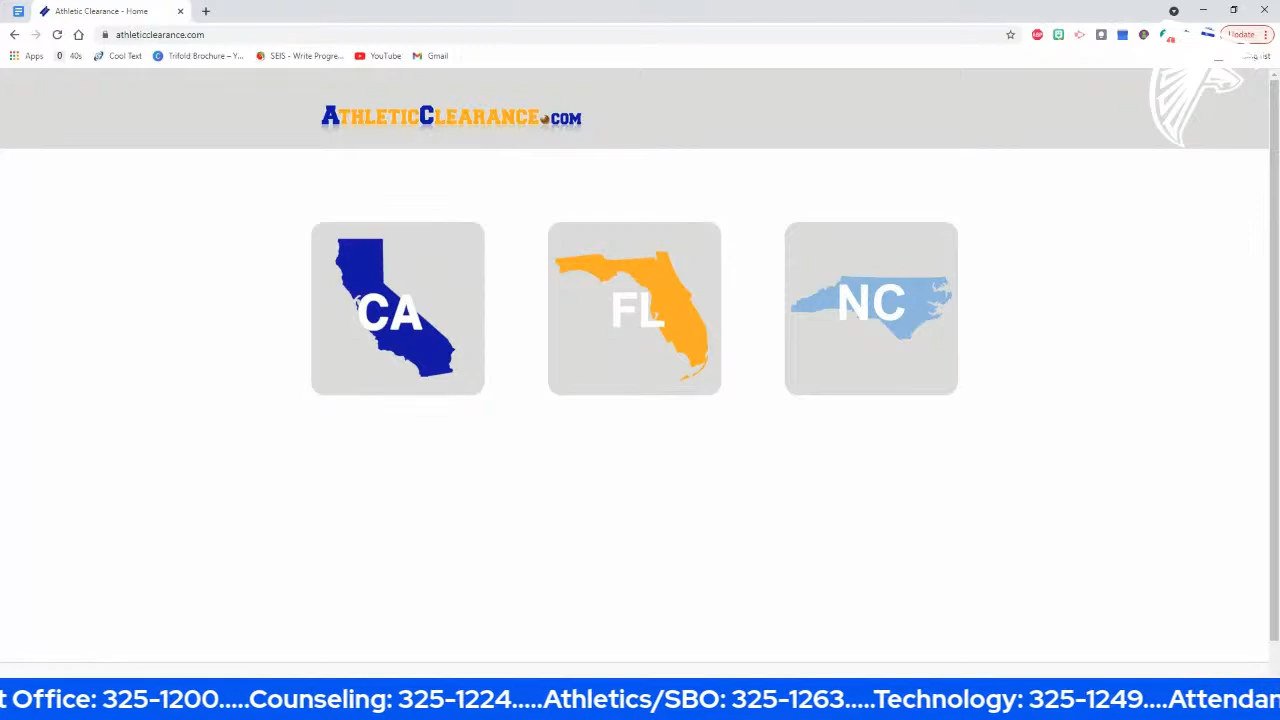 Athletic Clearance - Home
athleticclearance.com
Update
Apps
40s
Cool Text
Trifold Brochure – Y...
SEIS - Write Progre...
YouTube
Gmail
ATHLETICCLEARANCE.COM
CA
FL
NC
t Office: 325-1200.....Counseling: 325-1224.....Athletics/SBO: 325-1263.....Technology: 325-1249....Attendan